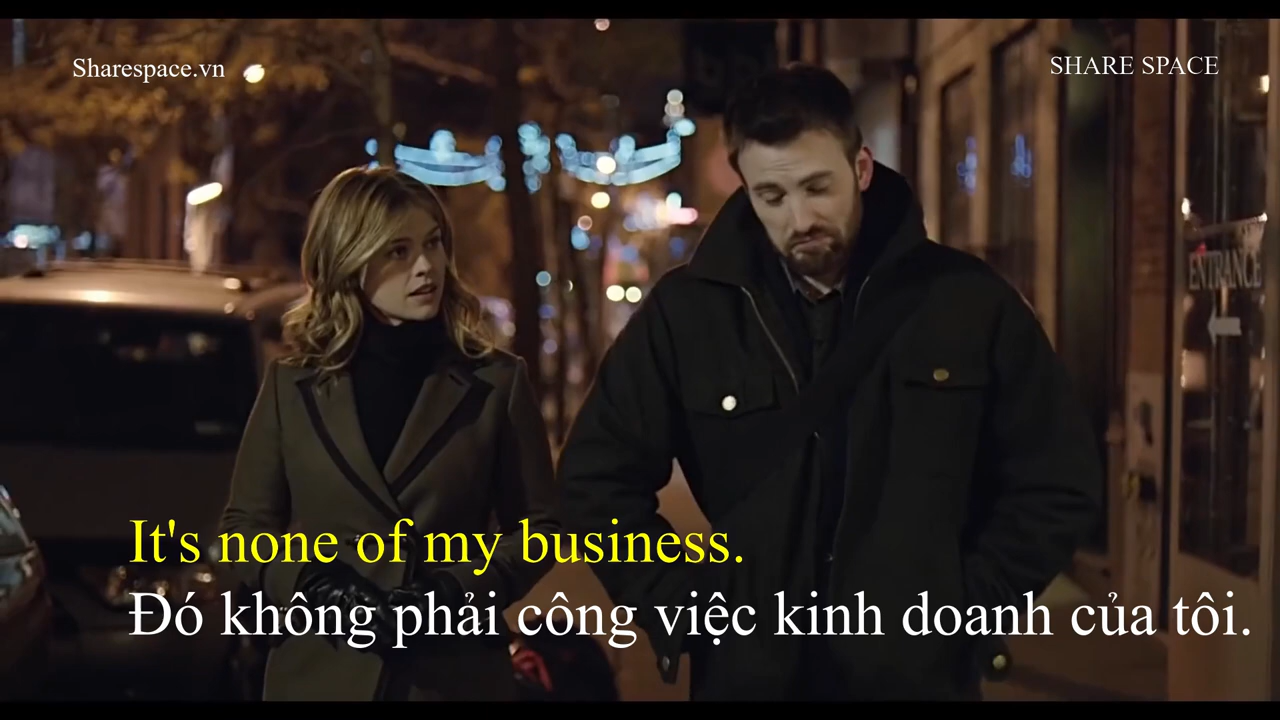 Sharespace.vn
SHARE SPACE
ENTRANCE
It's none of my business.
Đó không phải công việc kinh doanh của tôi.